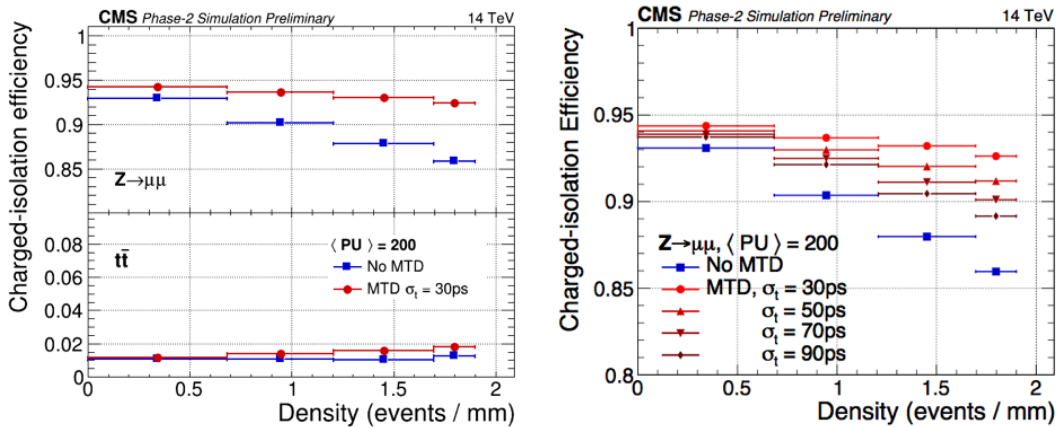 CMS Phase-2 Simulation Preliminary 14 TeV
Charged-isolation efficiency
1
0.95
0.9
0.85
Z→μμ
0.08
0.06
0.04
0.02
0
tt̄
⟨ PU ⟩ = 200
No MTD
MTD σt = 30ps
0 0.5 1 1.5 2
Density (events / mm)
CMS Phase-2 Simulation Preliminary 14 TeV
Charged-isolation Efficiency
1
0.95
0.9
0.85
0.8
Z→μμ, ⟨ PU ⟩ = 200
No MTD
MTD, σt = 30ps
σt = 50ps
σt = 70ps
σt = 90ps
0 0.5 1 1.5 2
Density (events / mm)